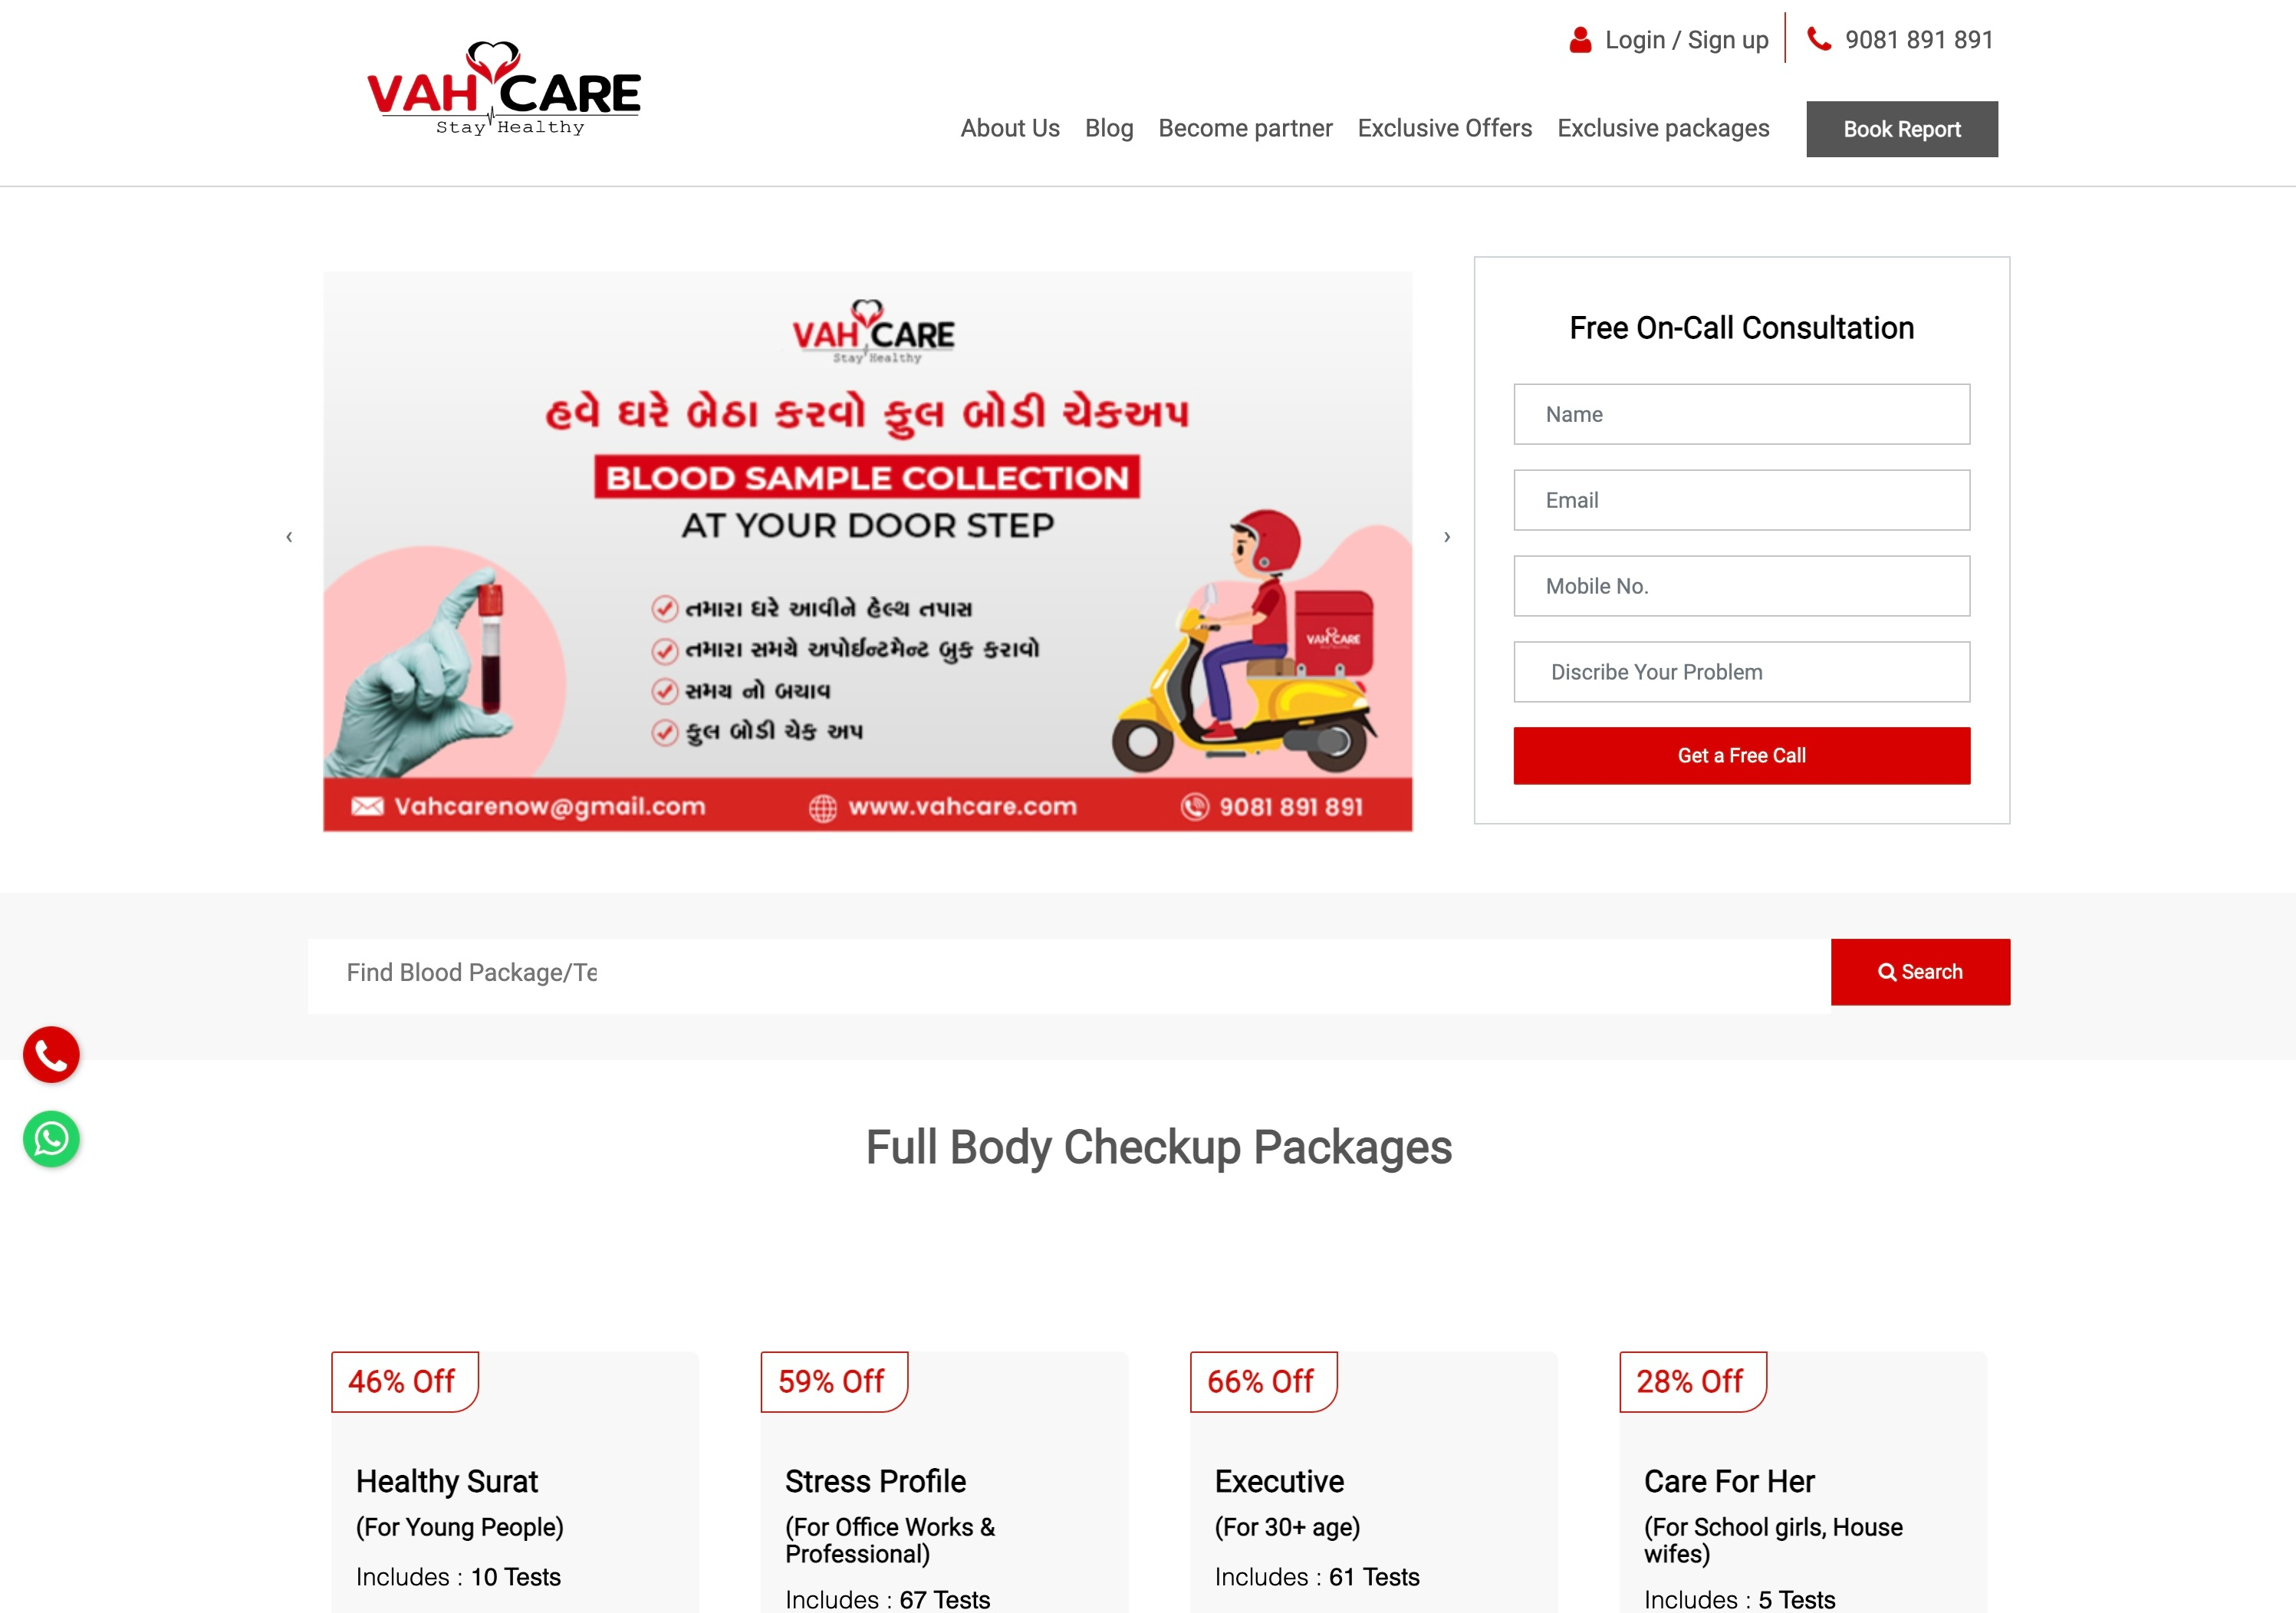 VAH CARE
Stay Healthy
Login / Sign up
9081 891 891
About Us
Blog
Become partner
Exclusive Offers
Exclusive packages
Book Report
VAH CARE
Stay Healthy
હવે ઘરે બેઠા કરવો ફુલ બોડી ચેકઅપ
BLOOD SAMPLE COLLECTION
AT YOUR DOOR STEP
તમારા ઘરે આવીને હેલ્થ તપાસ
તમારા સમયે અપોઈન્ટમેન્ટ બુક કરાવો
સમય નો બચાવ
ફુલ બોડી ચેક અપ
VAH CARE
Vahcarenow@gmail.com
www.vahcare.com
9081 891 891
‹
›
Free On-Call Consultation
Name
Email
Mobile No.
Discribe Your Problem
Get a Free Call
Find Blood Package/Te
Search
Full Body Checkup Packages
46% Off
Healthy Surat
(For Young People)
Includes : 10 Tests
59% Off
Stress Profile
(For Office Works &
Professional)
Includes : 67 Tests
66% Off
Executive
(For 30+ age)
Includes : 61 Tests
28% Off
Care For Her
(For School girls, House
wifes)
Includes : 5 Tests